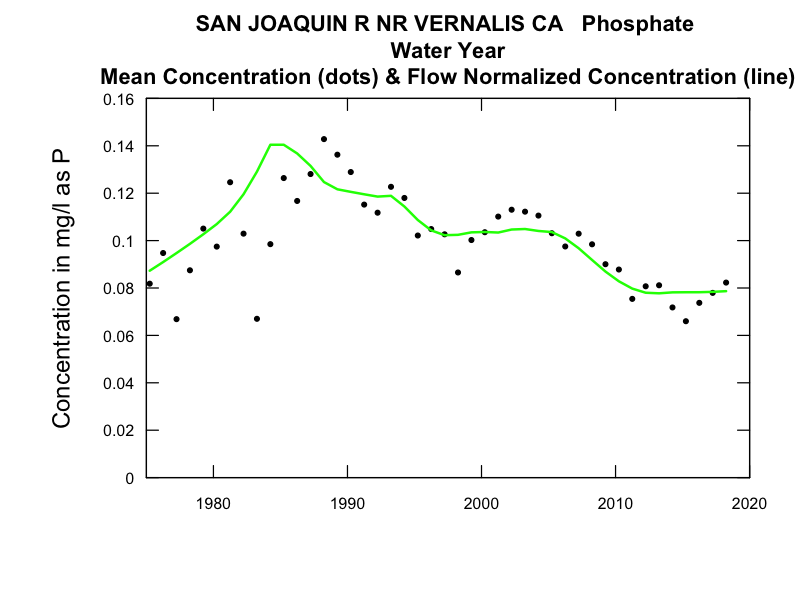 SAN JOAQUIN R NR VERNALIS CA   Phosphate
Water Year
Mean Concentration (dots) & Flow Normalized Concentration (line)
Concentration in mg/l as P
0.16
0.14
0.12
0.1
0.08
0.06
0.04
0.02
0
1980 1990 2000 2010 2020